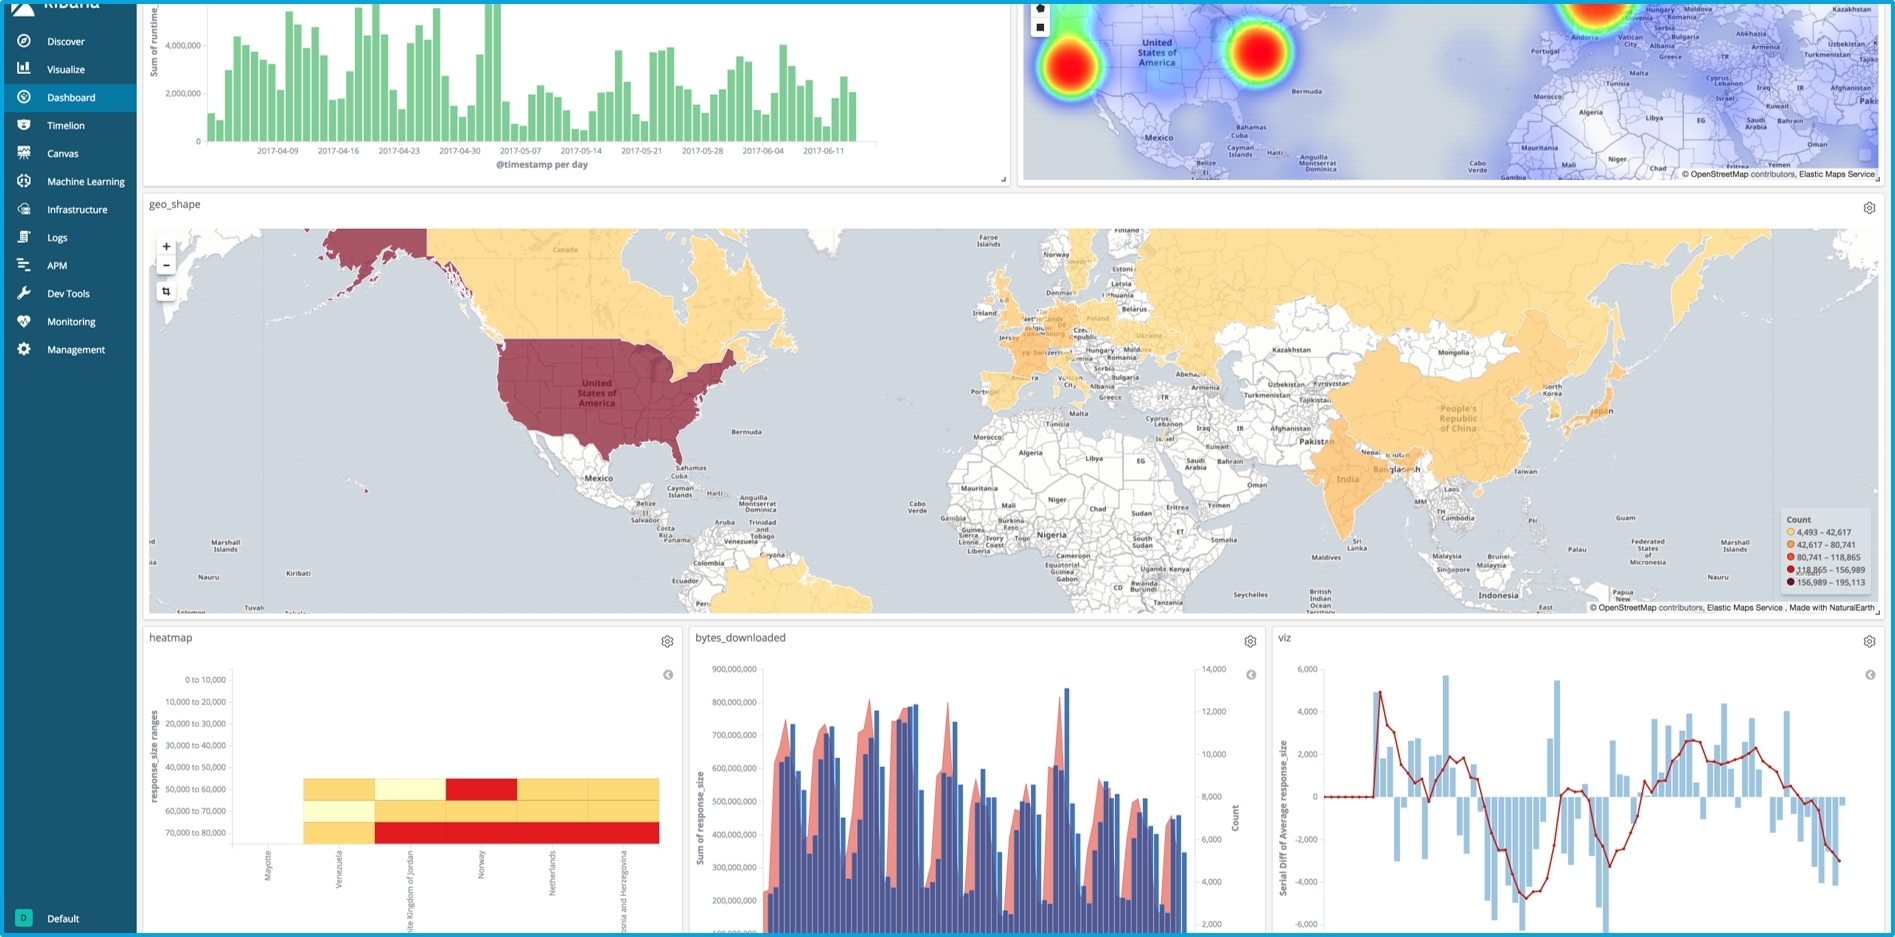 kibana
Discover
Visualize
Dashboard
Timelion
Canvas
Machine Learning
Infrastructure
Logs
APM
Dev Tools
Monitoring
Management
D Default
Sum of runtime_
4,000,000
2,000,000
0
2017-04-09 2017-04-16 2017-04-23 2017-04-30 2017-05-07 2017-05-14 2017-05-21 2017-05-28 2017-06-04 2017-06-11
@timestamp per day
United
States of
America
Bermuda
Mexico
Bahamas
Cuba
Cayman
Islands
Haiti
Belize
Anguilla
Montserrat
Dominica
Hungary
Moldova
Romania
Serbia
Bulgaria
Andorra
Vatican
City
Albania
Greece
Portugal
Malta
Tunisia
Morocco
Algeria
Libya
EG
Mauritania
Mali
Niger
Chad
Cabo
Verde
Gambia
Kazakhstan
Abkhazia
Armenia
Uzbekistan
Turkmenistan
TR
Cyprus
Lebanon
Israel
Iraq
IR
Afghanistan
Kuwait
Saudi
Arabia
Bahrain
Oman
Yemen
Eritrea
© OpenStreetMap contributors, Elastic Maps Service
geo_shape
+
−
Canada
United
States of
America
Bermuda
Mexico
Bahamas
Cuba
Cayman
Islands
Haiti
Belize
El
Salvador
Costa
Rica
Panama
Anguilla
Montserrat
Dominica
Aruba
Trinidad
and
Tobago
Venezuela
Guyana
Colombia
Ecuador
Peru
Marshall
Islands
Nauru
Kiribati
Solomon
Tuvalu
Tokelau
Faroe
Islands
Finland
Norway
Sweden
Estonia
Latvia
Lithuania
Denmark
Belarus
Ireland
Netherlands
Belgium
Poland
Jersey
Czech
Republic
Ukraine
FR
Switzerland
Hungary
Moldova
Romania
Serbia
Andorra
Vatican
City
Bulgaria
Albania
Greece
Portugal
Malta
Tunisia
Morocco
Algeria
Libya
EG
Mauritania
Mali
Niger
Chad
Sudan
Eritrea
Yemen
Cabo
Verde
Gambia
Guinea
Sierra
Leone
Liberia
Burkina
Faso
Ivory
Coast
Togo
Nigeria
Cameroon
Equatorial
Guinea
Gabon
South
Sudan
ET
Somalia
Uganda
Kenya
CD
Rwanda
Burundi
Tanzania
Seychelles
Abkhazia
Armenia
TR
Cyprus
Lebanon
Israel
Iraq
IR
Kuwait
Saudi
Arabia
Bahrain
Oman
Kazakhstan
Uzbekistan
Kyrgyzstan
Turkmenistan
Tajikistan
Afghanistan
Pakistan
Mongolia
People's
Republic
of China
North
Korea
Japan
Nepal
Bangladesh
India
Taiwan
Laos
MM
TH
Cambodia
PH
Sri
Lanka
Maldives
British
Indian
Ocean
Territory
Malaysia
Singapore
Brunei
Malaysia
Indonesia
East
Palau
Guam
Federated
States
of
Micronesia
Marshall
Islands
Nauru
Kiribati
Papua
New
Count
4,493 – 42,617
42,617 – 80,741
80,741 – 118,865
118,865 – 156,989
156,989 – 195,113
© OpenStreetMap contributors, Elastic Maps Service , Made with NaturalEarth
heatmap
response_size ranges
0 to 10,000
10,000 to 20,000
20,000 to 30,000
30,000 to 40,000
40,000 to 50,000
50,000 to 60,000
60,000 to 70,000
70,000 to 80,000
Mayotte
Venezuela
ite Kingdom of Jordan
Norway
Netherlands
snia and Herzegovina
bytes_downloaded
Sum of response_size
900,000,000
800,000,000
700,000,000
600,000,000
500,000,000
400,000,000
300,000,000
200,000,000
100,000,000
14,000
12,000
10,000
8,000
6,000
4,000
2,000
Count
viz
Serial Diff of Average response_size
6,000
4,000
2,000
0
-2,000
-4,000
-6,000